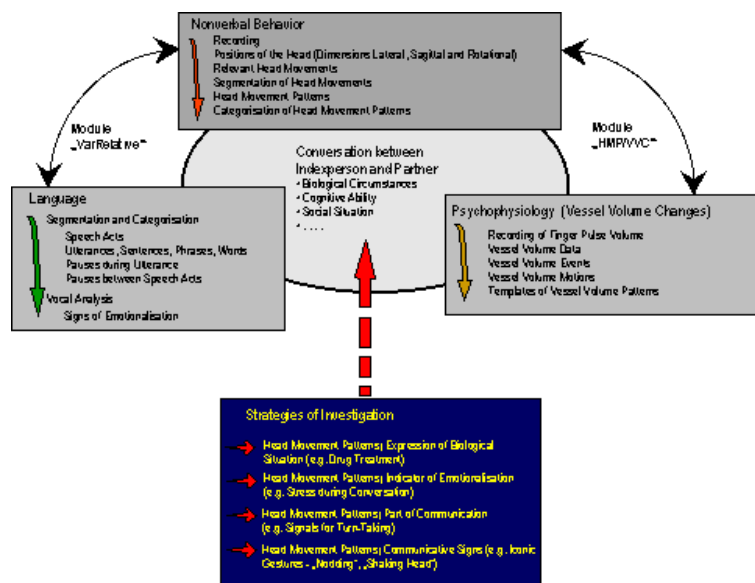 Nonverbal Behavior
Recording
Positions of the Head (Dimensions Lateral, Sagittal and Rotational)
Relevant Head Movements
Segmentation of Head Movements
Head Movement Patterns
Categorisation of Head Movement Patterns
Module
„VarRelative“
Module
„HMP/VVC“
Conversation between
Indexperson and Partner
• Biological Circumstances
• Cognitive Ability
• Social Situation
• . . . .
Language
Segmentation and Categorisation
Speech Acts
Utterances, Sentences, Phrases, Words
Pauses during Utterance
Pauses between Speech Acts
Vocal Analysis
Signs of Emotionalisation
Psychophysiology (Vessel Volume Changes)
Recording of Finger Pulse Volume
Vessel Volume Data
Vessel Volume Events
Vessel Volume Motions
Templates of Vessel Volume Patterns
Strategies of Investigation
Head Movement Patterns; Expression of Biological
Situation (e.g. Drug Treatment)
Head Movement Patterns; Indicator of Emotionalisation
(e.g. Stress during Conversation)
Head Movement Patterns; Part of Communication
(e.g. Signals for Turn-Taking)
Head Movement Patterns; Communicative Signs (e.g. Iconic
Gestures - „Nodding“, „Shaking Head“)